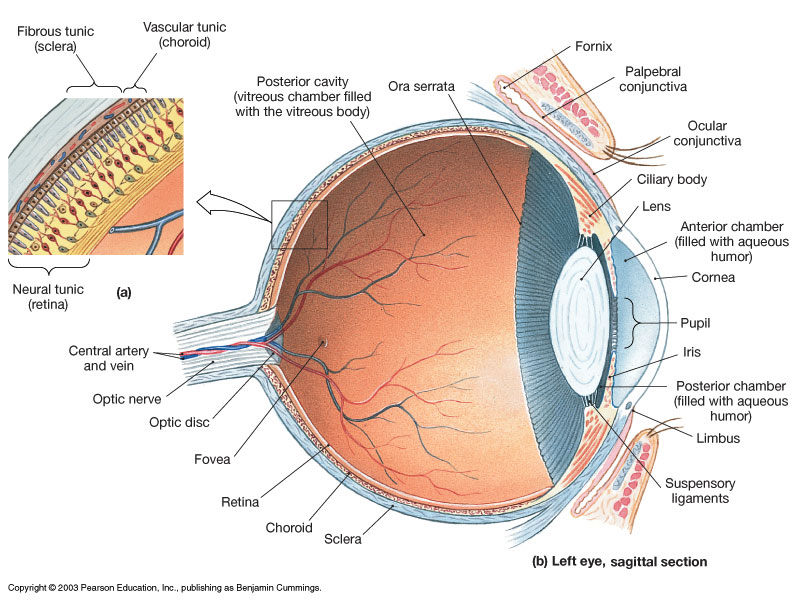 Fibrous tunic
(sclera)
Vascular tunic
(choroid)
Neural tunic
(retina)
(a)
Posterior cavity
(vitreous chamber filled
with the vitreous body)
Ora serrata
Fornix
Palpebral
conjunctiva
Ocular
conjunctiva
Ciliary body
Lens
Anterior chamber
(filled with aqueous
humor)
Cornea
Pupil
Iris
Posterior chamber
(filled with aqueous
humor)
Limbus
Suspensory
ligaments
Central artery
and vein
Optic nerve
Optic disc
Fovea
Retina
Choroid
Sclera
(b) Left eye, sagittal section
Copyright © 2003 Pearson Education, Inc., publishing as Benjamin Cummings.